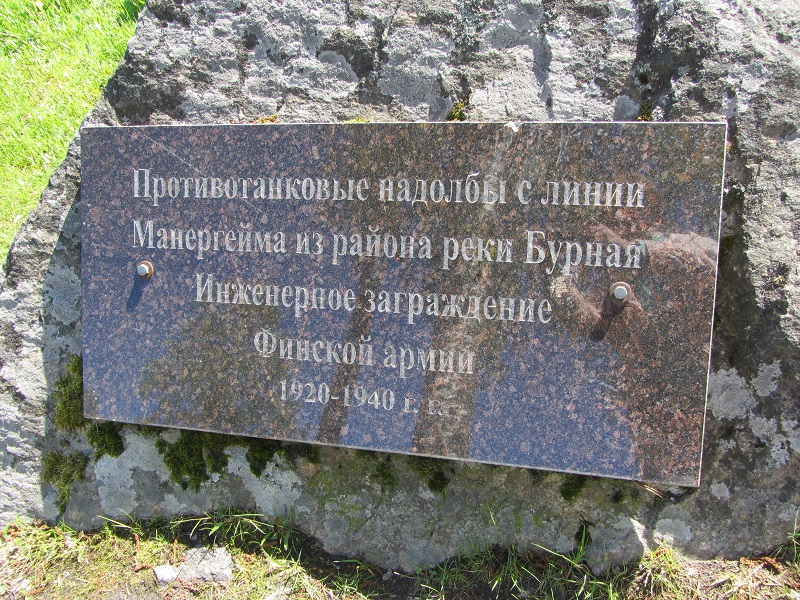 Противотанковые надолбы с линии
Манергейма из района реки Бурная
Инженерное заграждение
Финской армии
1920-1940 г. г.